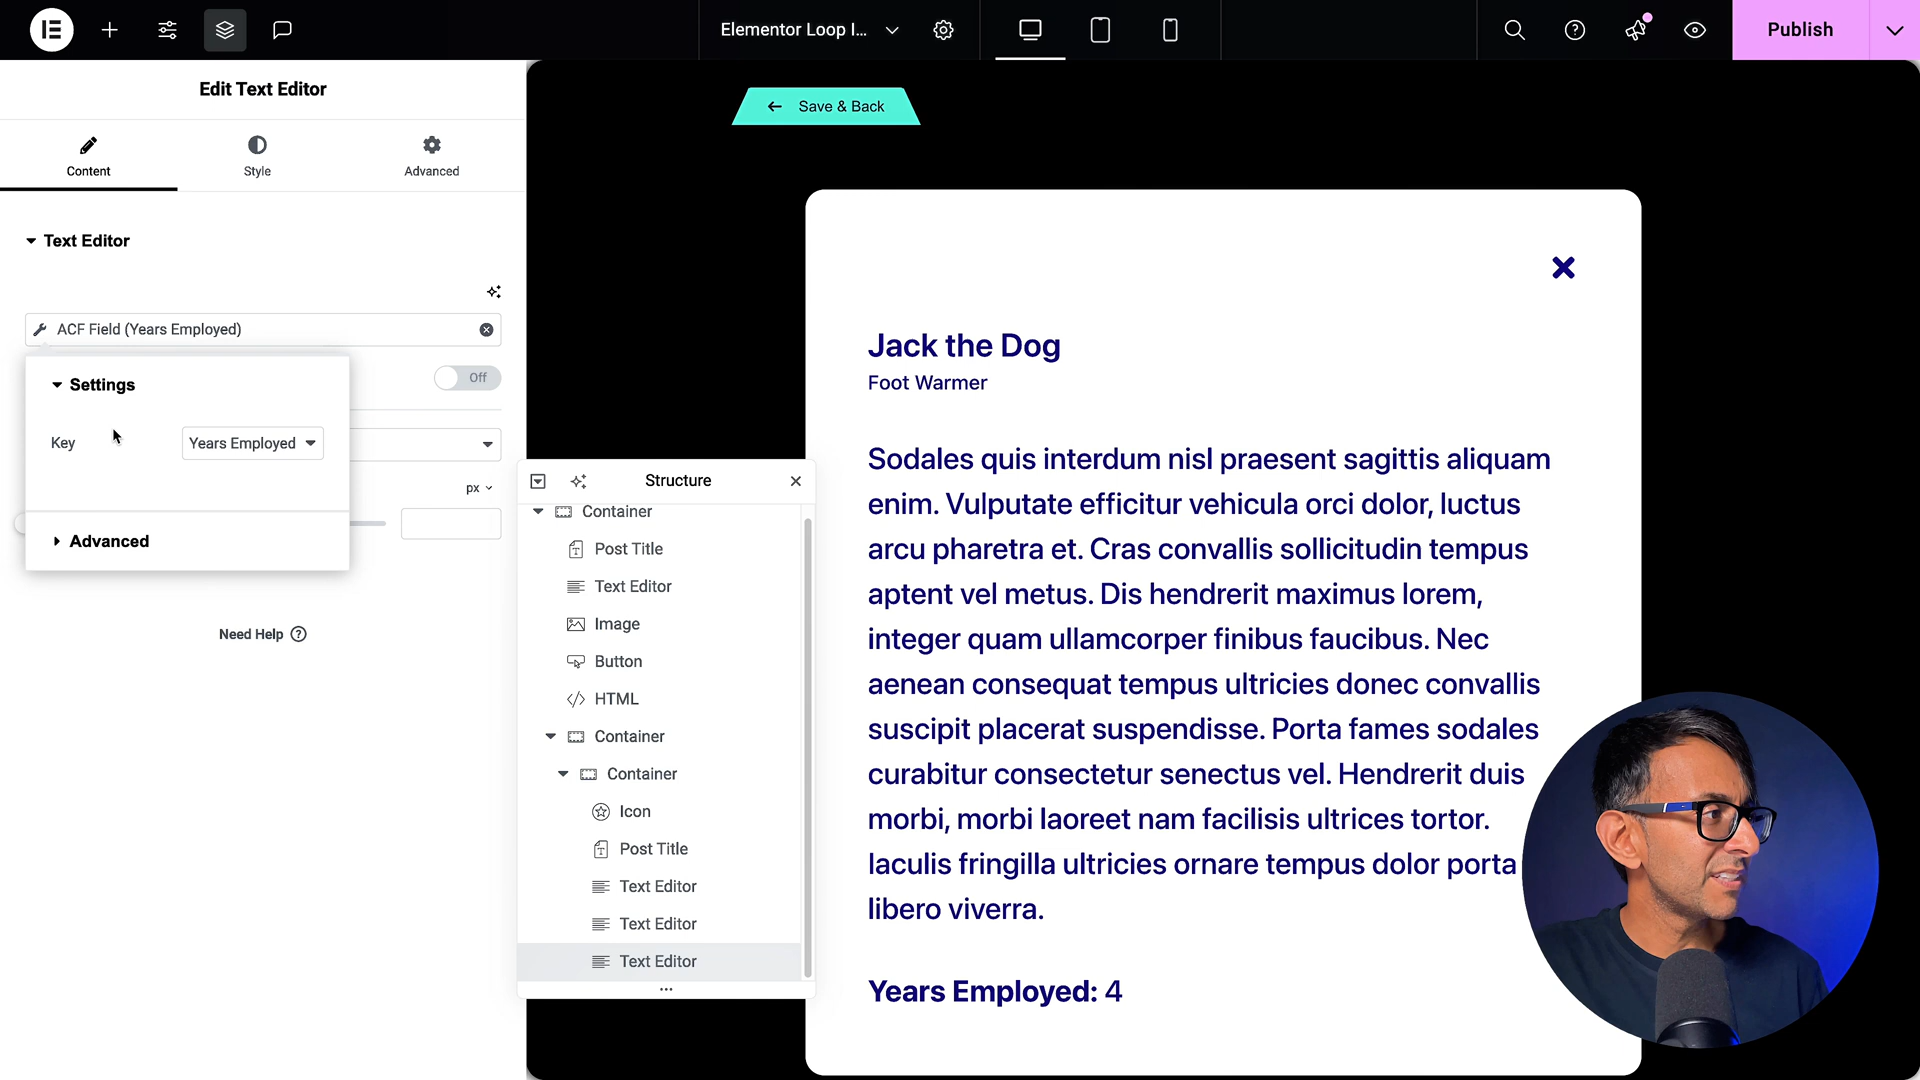 Elementor Loop I...
Publish
Edit Text Editor
Content
Style
Advanced
Text Editor
ACF Field (Years Employed)
Off
Settings
Key
Years Employed
px
Advanced
Need Help
Save & Back
Structure
Container
Post Title
Text Editor
Image
Button
HTML
Container
Container
Icon
Post Title
Text Editor
Text Editor
Text Editor
Jack the Dog
Foot Warmer
Sodales quis interdum nisl praesent sagittis aliquam
enim. Vulputate efficitur vehicula orci dolor, luctus
arcu pharetra et. Cras convallis sollicitudin tempus
aptent vel metus. Dis hendrerit maximus lorem,
integer quam ullamcorper finibus faucibus. Nec
aenean consequat tempus ultricies donec convallis
suscipit placerat suspendisse. Porta fames sodales
curabitur consectetur senectus vel. Hendrerit duis
morbi, morbi laoreet nam facilisis ultrices tortor.
Iaculis fringilla ultricies ornare tempus dolor porta
libero viverra.
Years Employed: 4